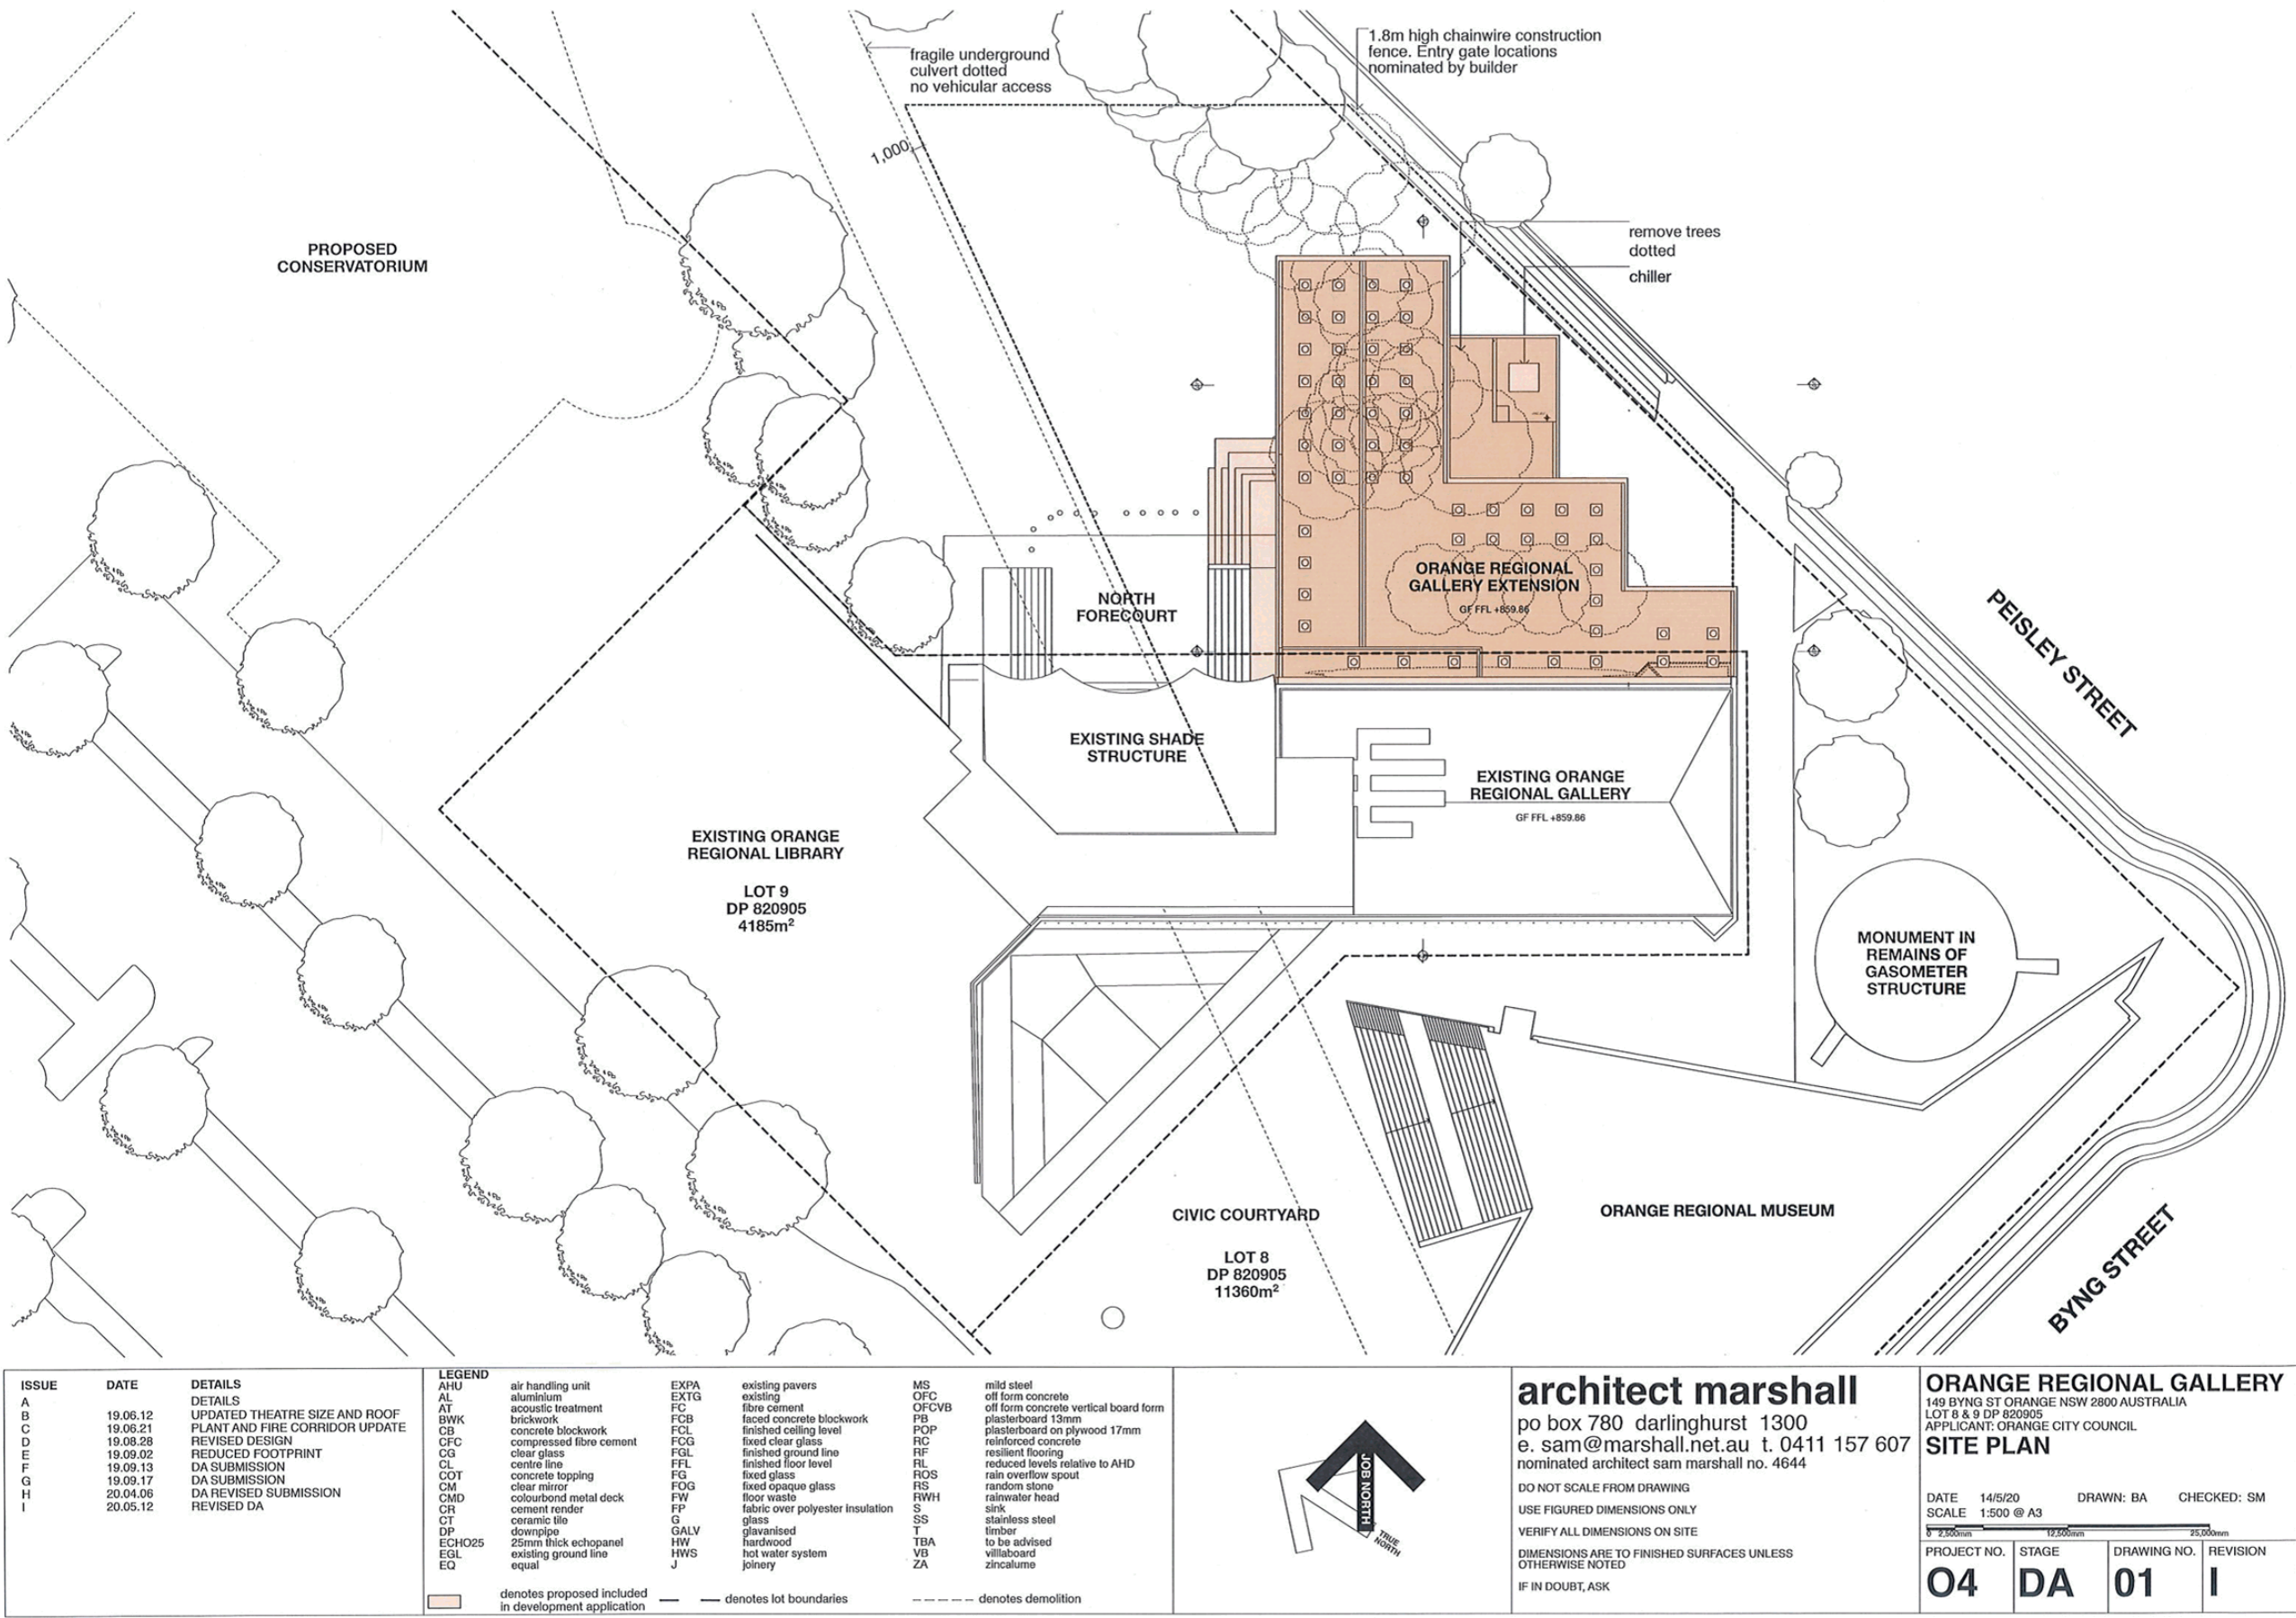 fragile underground
culvert dotted
no vehicular access
1.8m high chainwire construction
fence. Entry gate locations
nominated by builder
1,000
remove trees
dotted
chiller
PROPOSED
CONSERVATORIUM
ORANGE REGIONAL
GALLERY EXTENSION
GF FFL +859.86
NORTH
FORECOURT
PEISLEY STREET
EXISTING SHADE
STRUCTURE
EXISTING ORANGE
REGIONAL GALLERY
GF FFL +859.86
EXISTING ORANGE
REGIONAL LIBRARY
LOT 9
DP 820905
4185m²
MONUMENT IN
REMAINS OF
GASOMETER
STRUCTURE
CIVIC COURTYARD
LOT 8
DP 820905
11360m²
ORANGE REGIONAL MUSEUM
BYNG STREET
ISSUE DATE DETAILS
A DETAILS
B 19.06.12 UPDATED THEATRE SIZE AND ROOF
C 19.06.21 PLANT AND FIRE CORRIDOR UPDATE
D 19.08.28 REVISED DESIGN
E 19.09.02 REDUCED FOOTPRINT
F 19.09.13 DA SUBMISSION
G 19.09.17 DA SUBMISSION
H 20.04.06 DA REVISED SUBMISSION
I 20.05.12 REVISED DA
LEGEND
AHU air handling unit
AL aluminium
AT acoustic treatment
BWK brickwork
CB concrete blockwork
CFC compressed fibre cement
CG clear glass
CL centre line
COT concrete topping
CM clear mirror
CMD colourbond metal deck
CR cement render
CT ceramic tile
DP downpipe
ECHO25 25mm thick echopanel
EGL existing ground line
EQ equal
EXPA existing pavers
EXTG existing
FC fibre cement
FCB faced concrete blockwork
FCL finished ceiling level
FCG fixed clear glass
FGL finished ground line
FFL finished floor level
FG fixed glass
FOG fixed opaque glass
FW floor waste
FP fabric over polyester insulation
G glass
GALV glavanised
HW hardwood
HWS hot water system
J joinery
MS mild steel
OFC off form concrete
OFCVB off form concrete vertical board form
PB plasterboard 13mm
POP plasterboard on plywood 17mm
RC reinforced concrete
RF resilient flooring
RL reduced levels relative to AHD
ROS rain overflow spout
RS random stone
RWH rainwater head
S sink
SS stainless steel
T timber
TBA to be advised
VB villaboard
ZA zincalume
denotes proposed included
in development application
denotes lot boundaries
denotes demolition
JOB NORTH
TRUE
NORTH
architect marshall
po box 780 darlinghurst 1300
e. sam@marshall.net.au t. 0411 157 607
nominated architect sam marshall no. 4644
DO NOT SCALE FROM DRAWING
USE FIGURED DIMENSIONS ONLY
VERIFY ALL DIMENSIONS ON SITE
DIMENSIONS ARE TO FINISHED SURFACES UNLESS
OTHERWISE NOTED
IF IN DOUBT, ASK
ORANGE REGIONAL GALLERY
149 BYNG ST ORANGE NSW 2800 AUSTRALIA
LOT 8 & 9 DP 820905
APPLICANT: ORANGE CITY COUNCIL
SITE PLAN
DATE 14/5/20 DRAWN: BA CHECKED: SM
SCALE 1:500 @ A3
0 2,500mm 12,500mm 25,000mm
PROJECT NO. STAGE DRAWING NO. REVISION
O4 DA 01 I